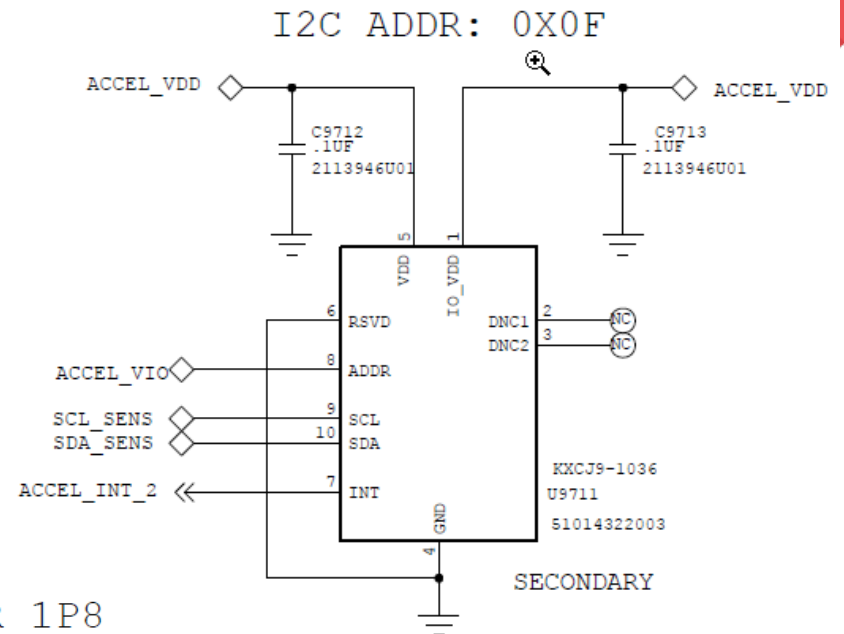 I2C ADDR: 0X0F
ACCEL_VDD
ACCEL_VDD
C9712
.1UF
2113946U01
C9713
.1UF
2113946U01
5
1
VDD
IO_VDD
6
RSVD
DNC1
2
NC
DNC2
3
NC
ACCEL_VIO
8
ADDR
SCL_SENS
9
SCL
SDA_SENS
10
SDA
ACCEL_INT_2
7
INT
KXCJ9-1036
U9711
51014322003
GND
4
SECONDARY
1P8